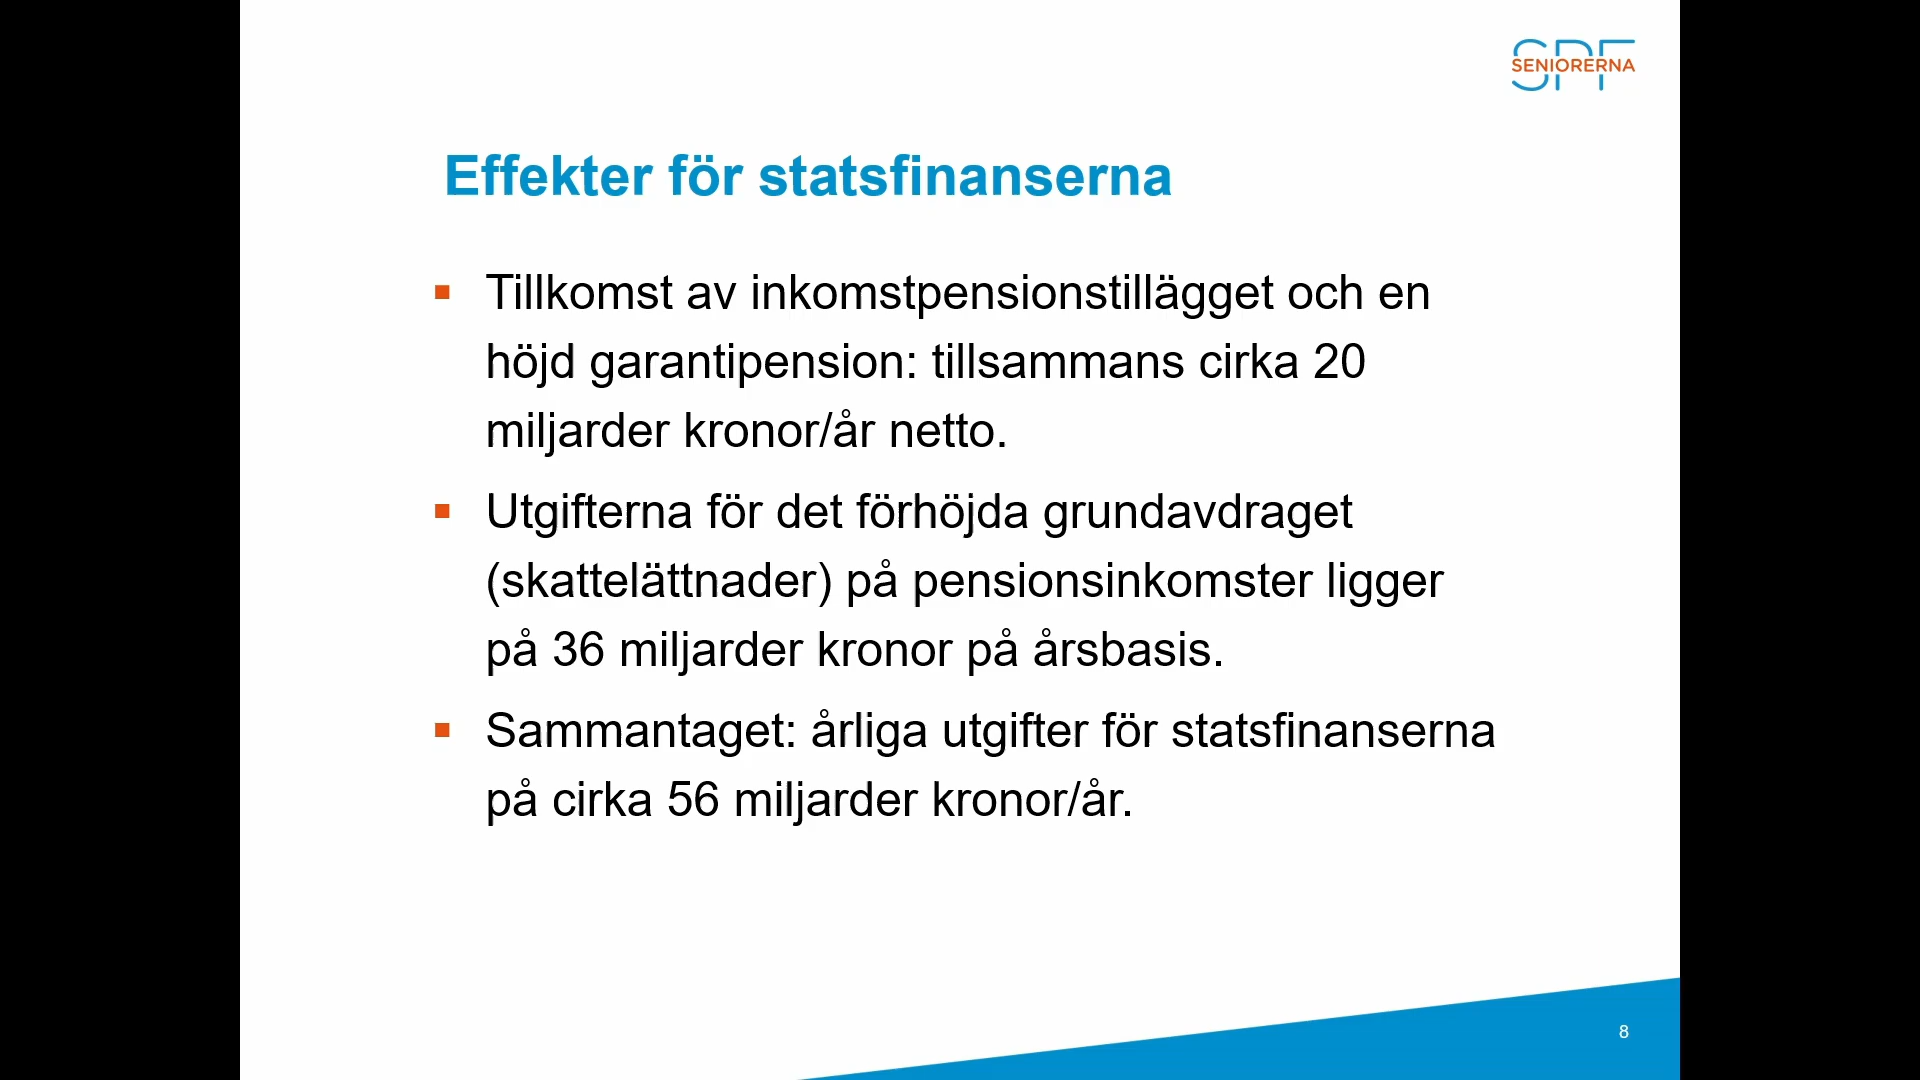 SPF
SENIORERNA
Effekter för statsfinanserna
Tillkomst av inkomstpensionstillägget och en
höjd garantipension: tillsammans cirka 20
miljarder kronor/år netto.
Utgifterna för det förhöjda grundavdraget
(skattelättnader) på pensionsinkomster ligger
på 36 miljarder kronor på årsbasis.
Sammantaget: årliga utgifter för statsfinanserna
på cirka 56 miljarder kronor/år.
8